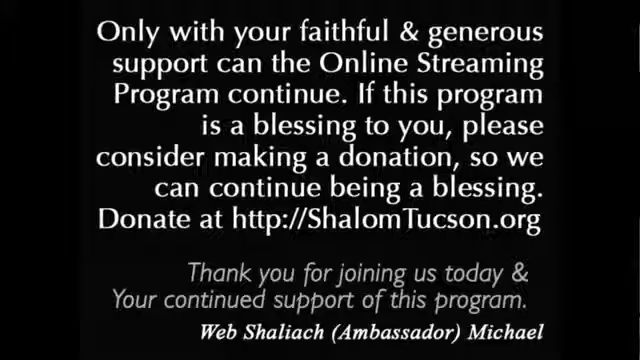 Only with your faithful & generous
support can the Online Streaming
Program continue. If this program
is a blessing to you, please
consider making a donation, so we
can continue being a blessing.
Donate at http://ShalomTucson.org
Thank you for joining us today &
Your continued support of this program.
Web Shaliach (Ambassador) Michael